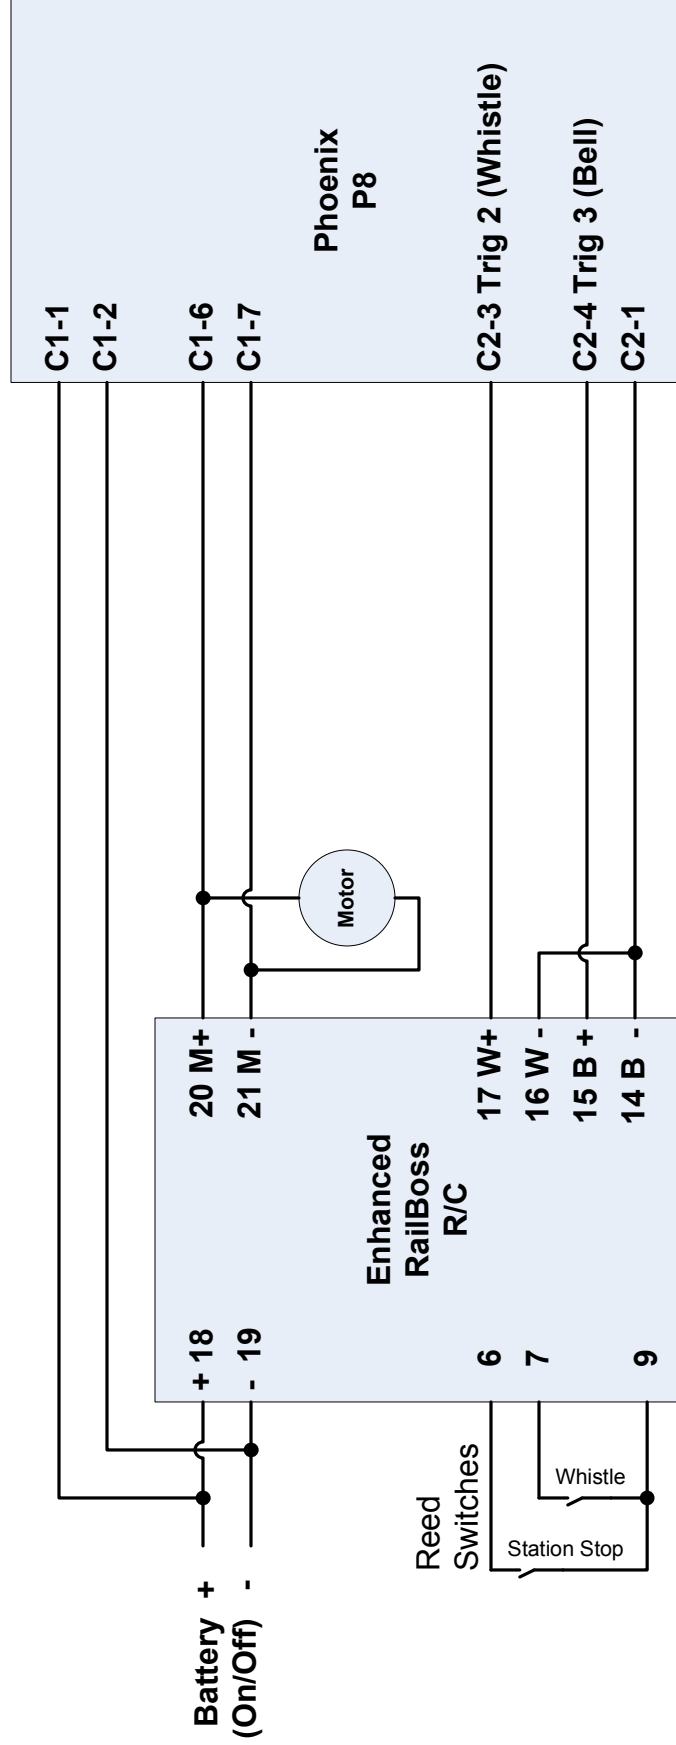 C1-1
C1-2
C1-6
C1-7
Phoenix
P8
C2-3 Trig 2 (Whistle)
C2-4 Trig 3 (Bell)
C2-1
Motor
20 M+
21 M -
17 W+
16 W -
15 B +
14 B -
Enhanced
RailBoss
R/C
+ 18
- 19
6
7
9
Battery +
(On/Off) -
Reed
Switches
Whistle
Station Stop